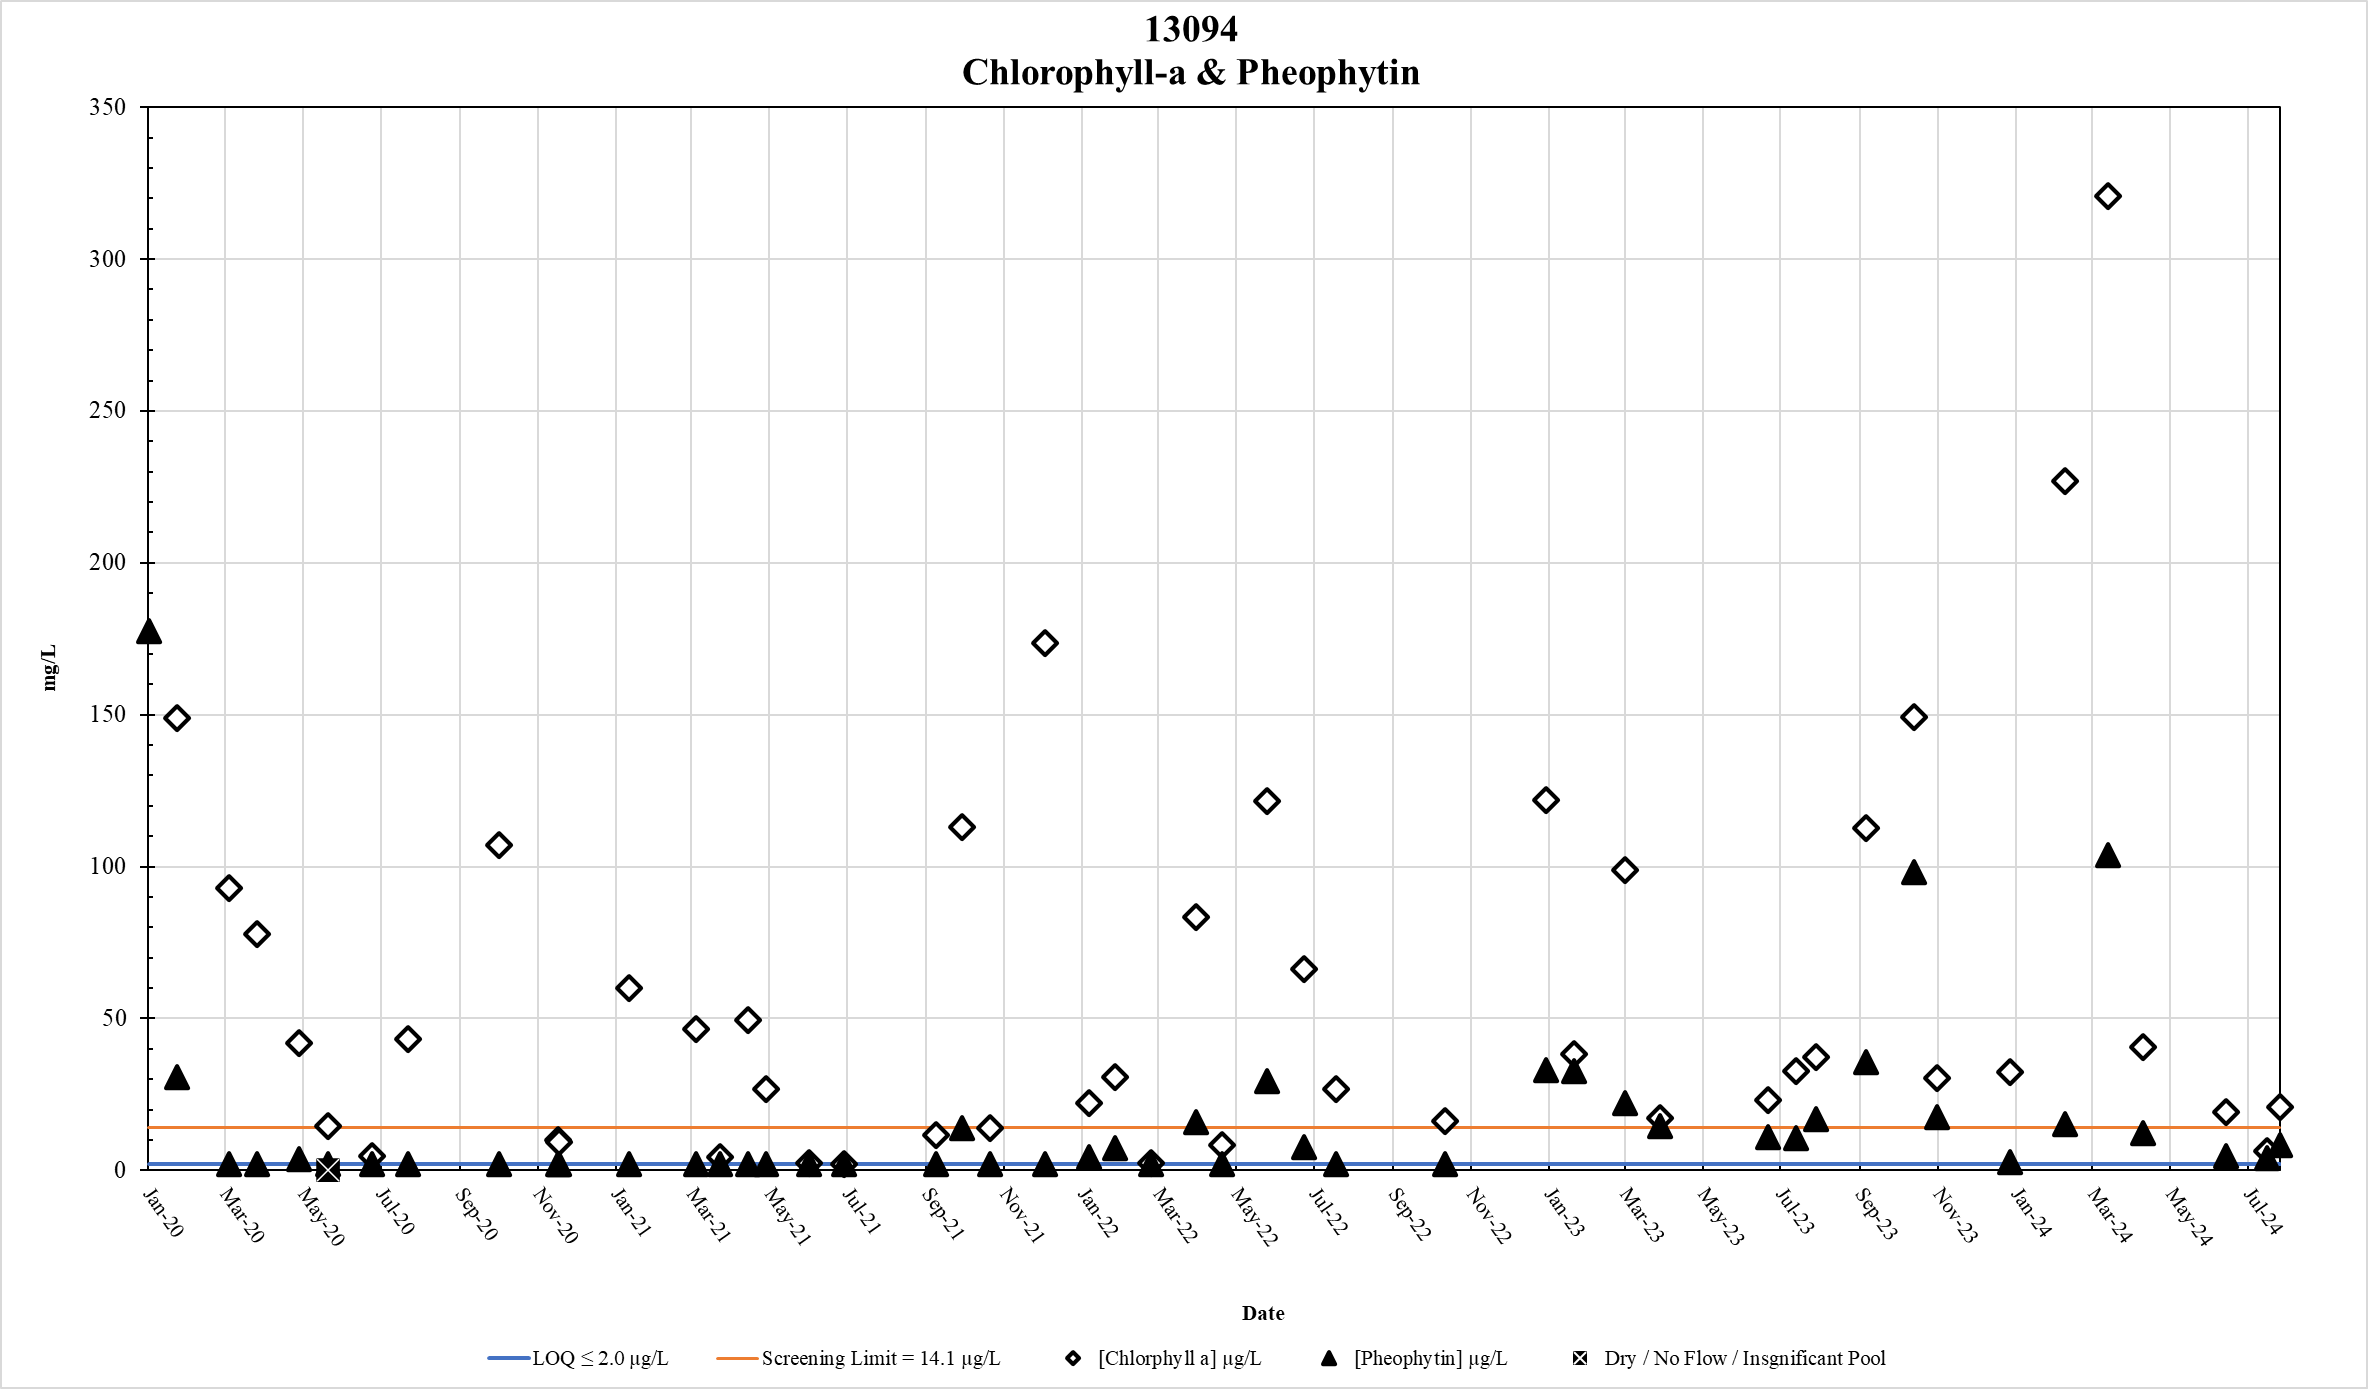 13094
Chlorophyll-a & Pheophytin
350
300
250
200
150
100
50
0
mg/L
Jan-20
Mar-20
May-20
Jul-20
Sep-20
Nov-20
Jan-21
Mar-21
May-21
Jul-21
Sep-21
Nov-21
Jan-22
Mar-22
May-22
Jul-22
Sep-22
Nov-22
Jan-23
Mar-23
May-23
Jul-23
Sep-23
Nov-23
Jan-24
Mar-24
May-24
Jul-24
Date
LOQ ≤ 2.0 µg/L
Screening Limit = 14.1 µg/L
[Chlorphyll a] µg/L
[Pheophytin] µg/L
Dry / No Flow / Insgnificant Pool